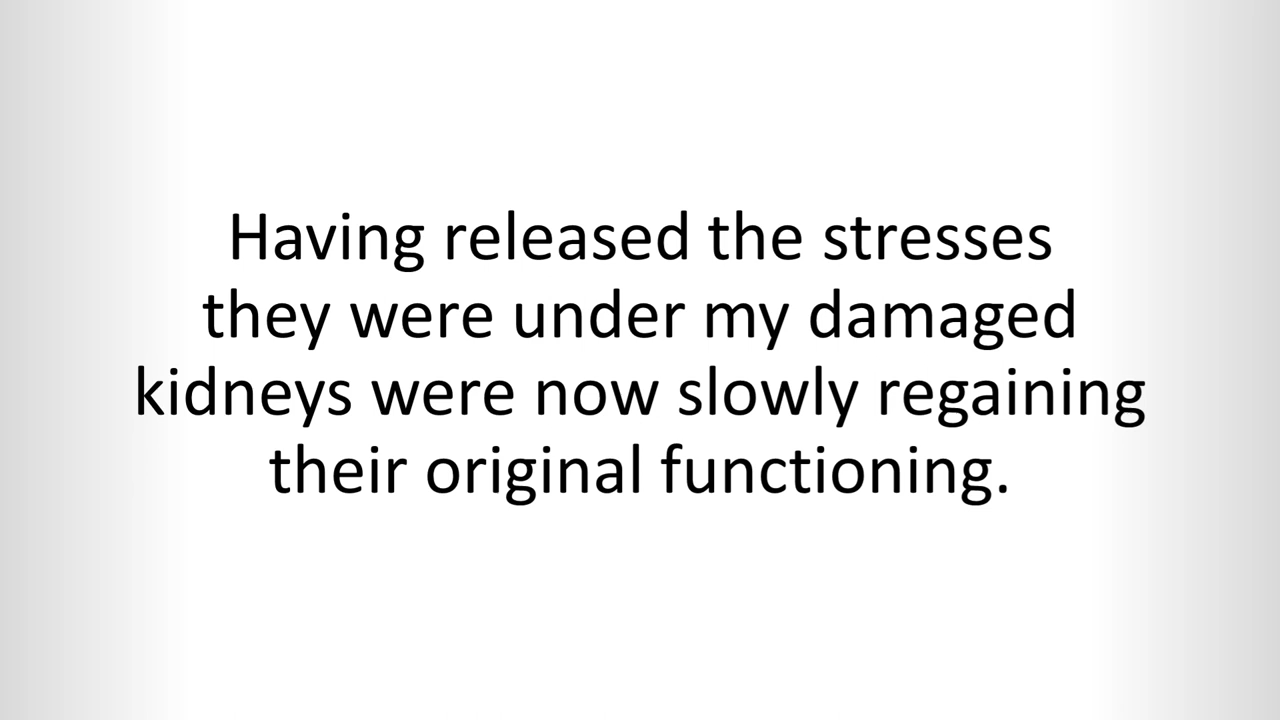 Having released the stresses
they were under my damaged
kidneys were now slowly regaining
their original functioning.